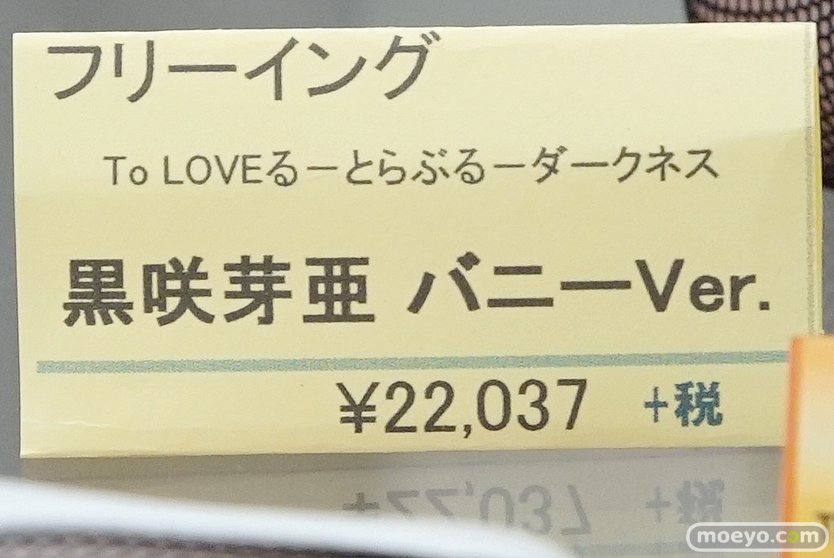 フリーイング
To LOVEるーとらぶるーダークネス
黒咲芽亜 バニーVer.
¥22,037 +税
moeyo.com